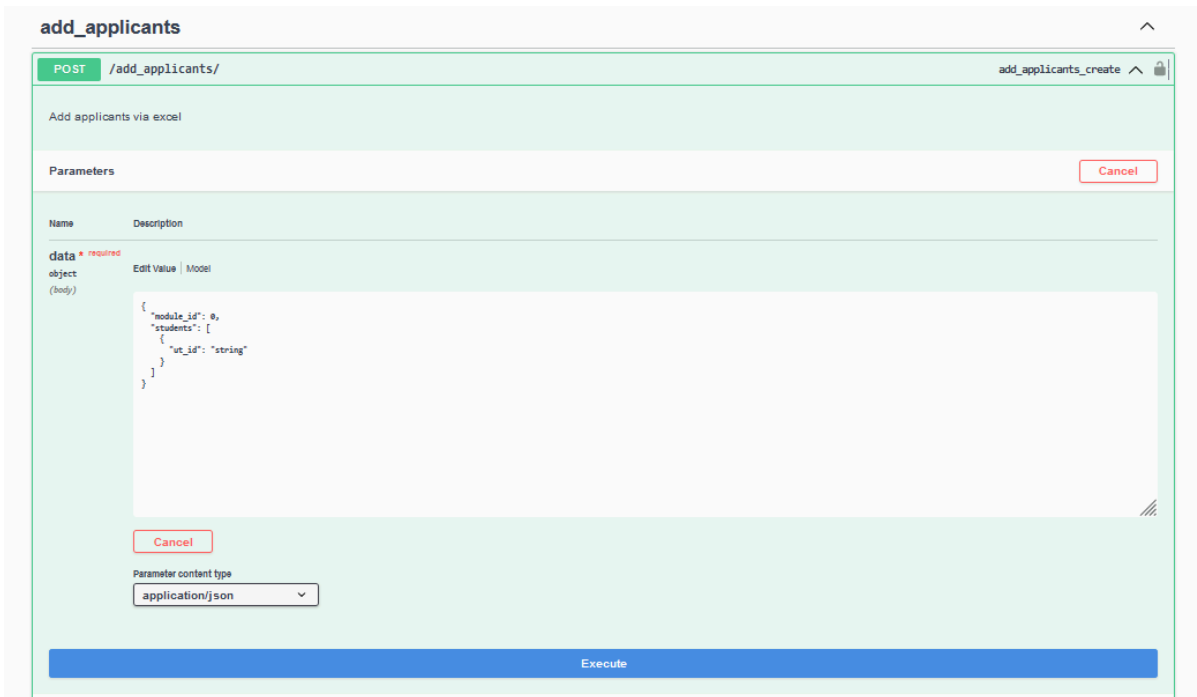 add_applicants
POST /add_applicants/ add_applicants_create
Add applicants via excel
Parameters Cancel
Name Description
data * required
object
(body)
Edit Value | Model
{
"module_id": 0,
"students": [
{
"ut_id": "string"
}
]
}
Cancel
Parameter content type
application/json
Execute